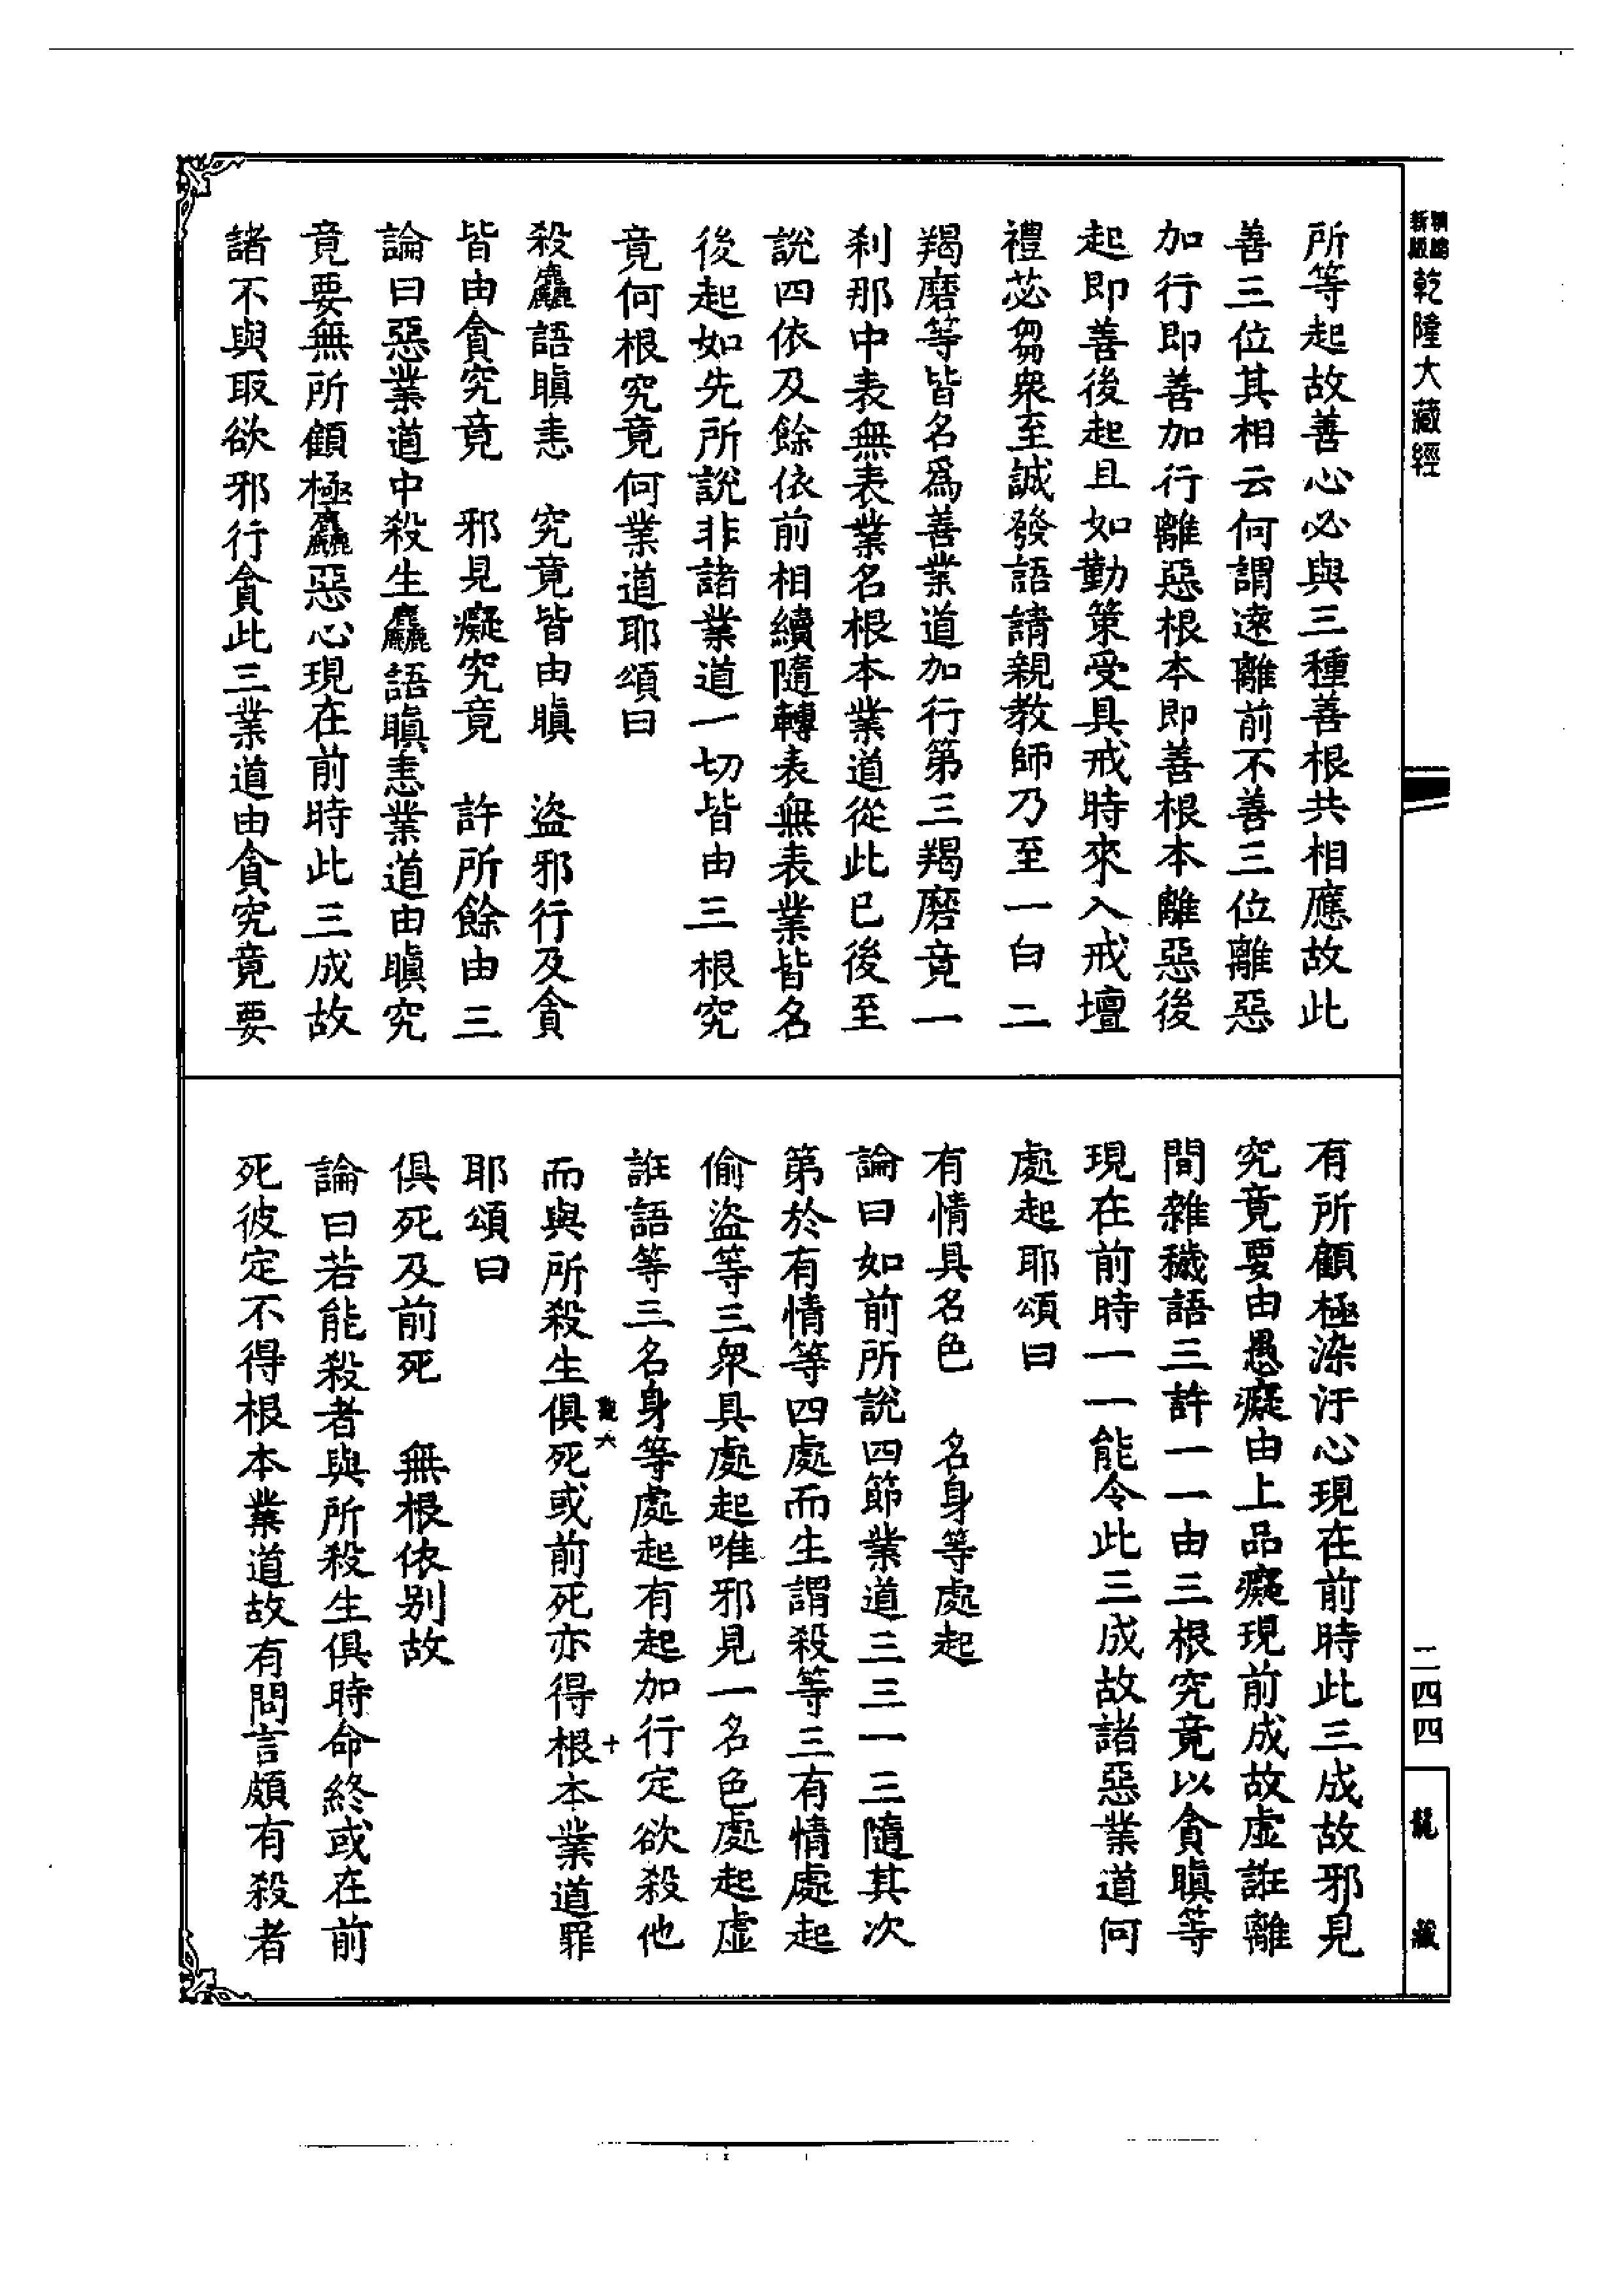 新版
精縮
乾隆大藏經
所等起故善心必與三種善根共相應故此
善三位其相云何謂遠離前不善三位離惡
加行即善加行離惡根本即善根本離惡後
起即善後起且如勤策受具戒時來入戒壇
禮苾芻衆至誠發語請親教師乃至一白二
羯磨等皆名爲善業道加行第三羯磨竟一
刹那中表無表業名根本業道從此已後至
說四依及餘依前相續隨轉表無表業皆名
後起如先所說非諸業道一切皆由三根究
竟何根究竟何業道耶頌曰
殺麤語瞋恚　究竟皆由瞋　盜邪行及貪
皆由貪究竟　邪見癡究竟　許所餘由三
論曰惡業道中殺生麤語瞋恚業道由瞋究
竟要無所顧極麤惡心現在前時此三成故
諸不與取欲邪行貪此三業道由貪究竟要
有所顧極染汙心現在前時此三成故邪見
究竟要由愚癡由上品癡現前成故虛誑離
間雜穢語三許一一由三根究竟以貪瞋等
現在前時一一能令此三成故諸惡業道何
處起耶頌曰
有情具名色　名身等處起
論曰如前所說四節業道三三一三隨其次
第於有情等四處而生謂殺等三有情處起
偷盜等三衆具處起唯邪見一名色處起虛
誑語等三名身等處起有起加行定欲殺他
而與所殺生俱死或前死亦得根本業道罪
耶頌曰
俱死及前死　無根依别故
論曰若能殺者與所殺生俱時命終或在前
死彼定不得根本業道故有問言頗有殺者
六
十
二四四
龍藏